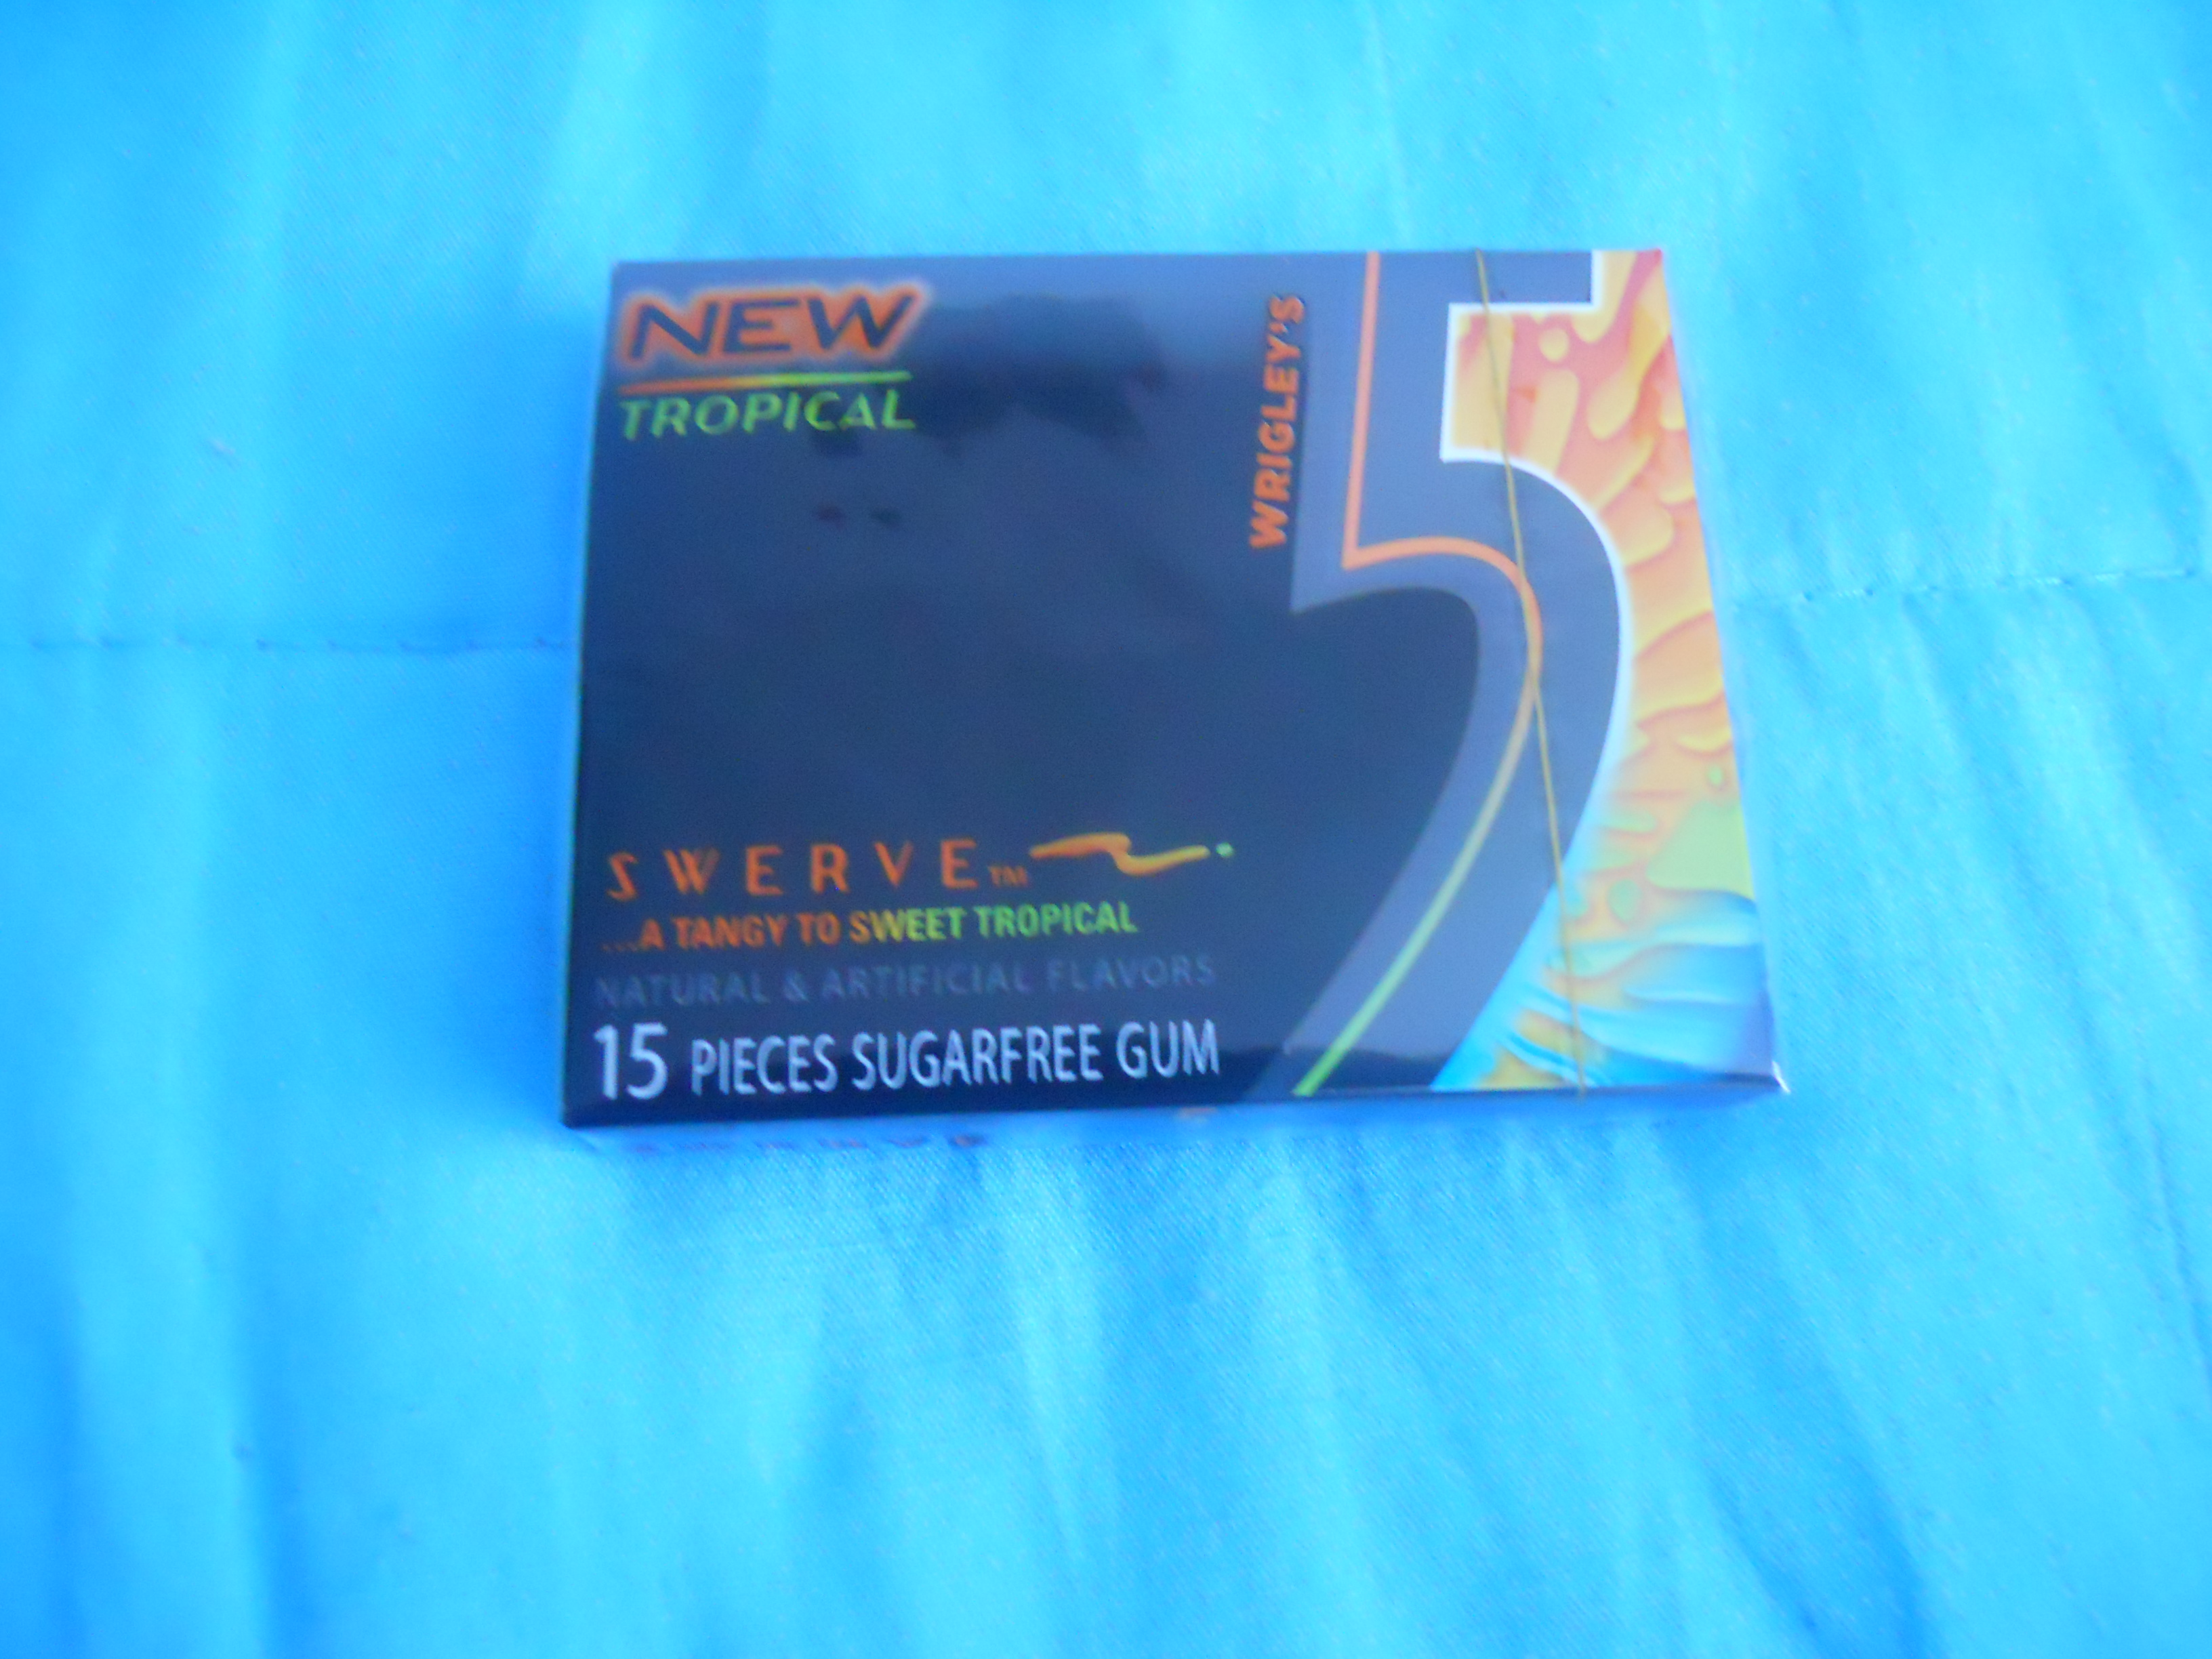 NEW
TROPICAL
WRIGLEY'S
5
SWERVE™
...A TANGY TO SWEET TROPICAL
NATURAL & ARTIFICIAL FLAVORS
15 PIECES SUGARFREE GUM